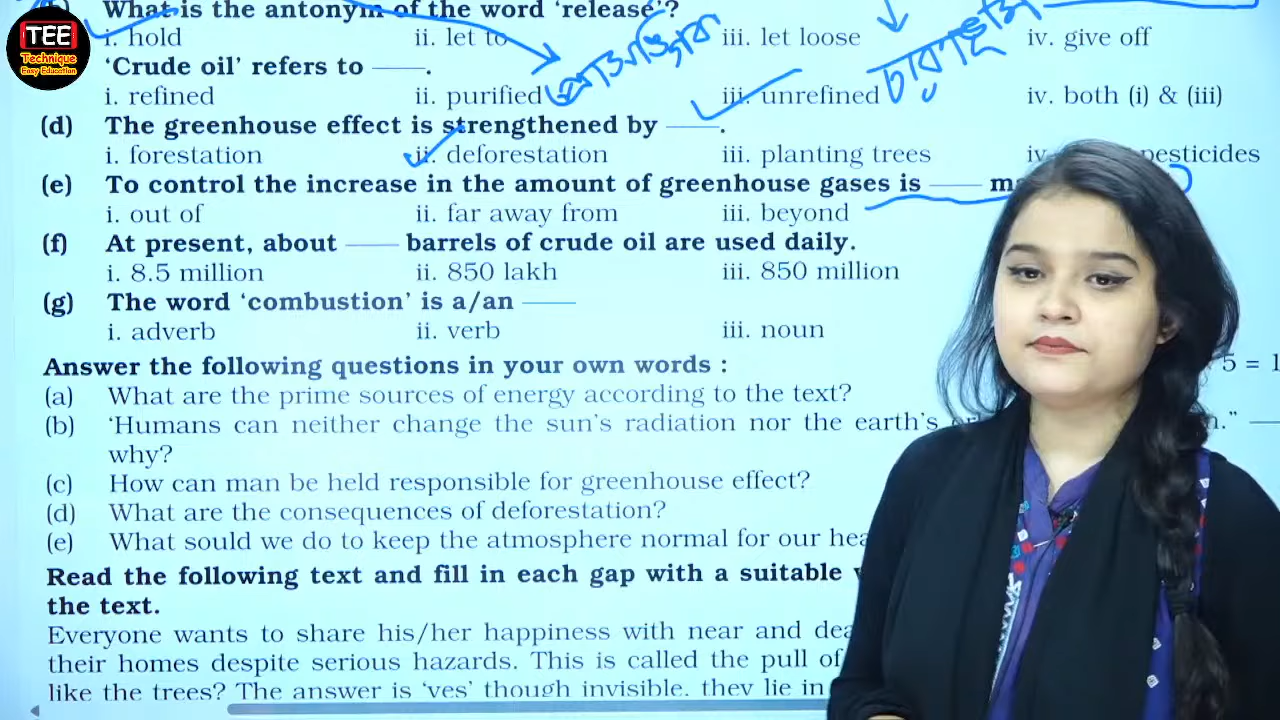 TEE
Technique
Easy Education
What is the antonym of the word ‘release’?
i. hold ii. let to iii. let loose iv. give off
‘Crude oil’ refers to ——.
i. refined ii. purified iii. unrefined iv. both (i) & (iii)
(d) The greenhouse effect is strengthened by ——.
i. forestation ii. deforestation iii. planting trees iv. pesticides
(e) To control the increase in the amount of greenhouse gases is ——
i. out of ii. far away from iii. beyond
(f) At present, about —— barrels of crude oil are used daily.
i. 8.5 million ii. 850 lakh iii. 850 million
(g) The word ‘combustion’ is a/an ——
i. adverb ii. verb iii. noun
Answer the following questions in your own words : 5 = 1
(a) What are the prime sources of energy according to the text?
(b) ‘Humans can neither change the sun's radiation nor the earth's
why?
(c) How can man be held responsible for greenhouse effect?
(d) What are the consequences of deforestation?
(e) What sould we do to keep the atmosphere normal for our
Read the following text and fill in each gap with a suitable
the text.
Everyone wants to share his/her happiness with near and
their homes despite serious hazards. This is called the pull of
like the trees? The answer is ‘yes’ though invisible, they lie in